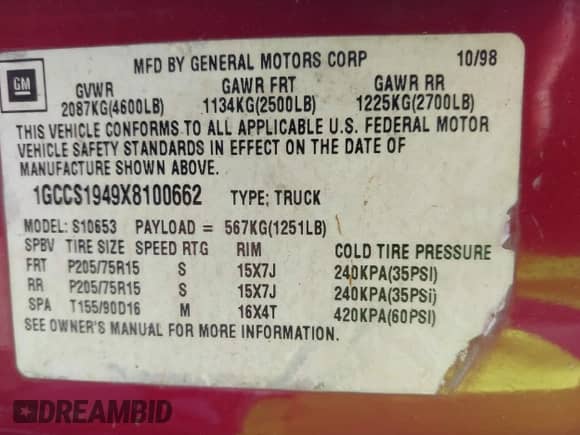 MFD BY GENERAL MOTORS CORP 10/98
GM
GVWR GAWR FRT GAWR RR
2087KG(4600LB) 1134KG(2500LB) 1225KG(2700LB)
THIS VEHICLE CONFORMS TO ALL APPLICABLE U.S. FEDERAL MOTOR
VEHICLE SAFETY STANDARDS IN EFFECT ON THE DATE OF
MANUFACTURE SHOWN ABOVE.
1GCCS1949X8100662 TYPE; TRUCK
MODEL: S10653 PAYLOAD = 567KG(1251LB)
SPBV TIRE SIZE SPEED RTG RIM COLD TIRE PRESSURE
FRT P205/75R15 S 15X7J 240KPA(35PSI)
RR P205/75R15 S 15X7J 240KPA(35PSi)
SPA T155/90D16 M 16X4T 420KPA(60PSI)
SEE OWNER'S MANUAL FOR MORE INFORMATION.
DREAMBID